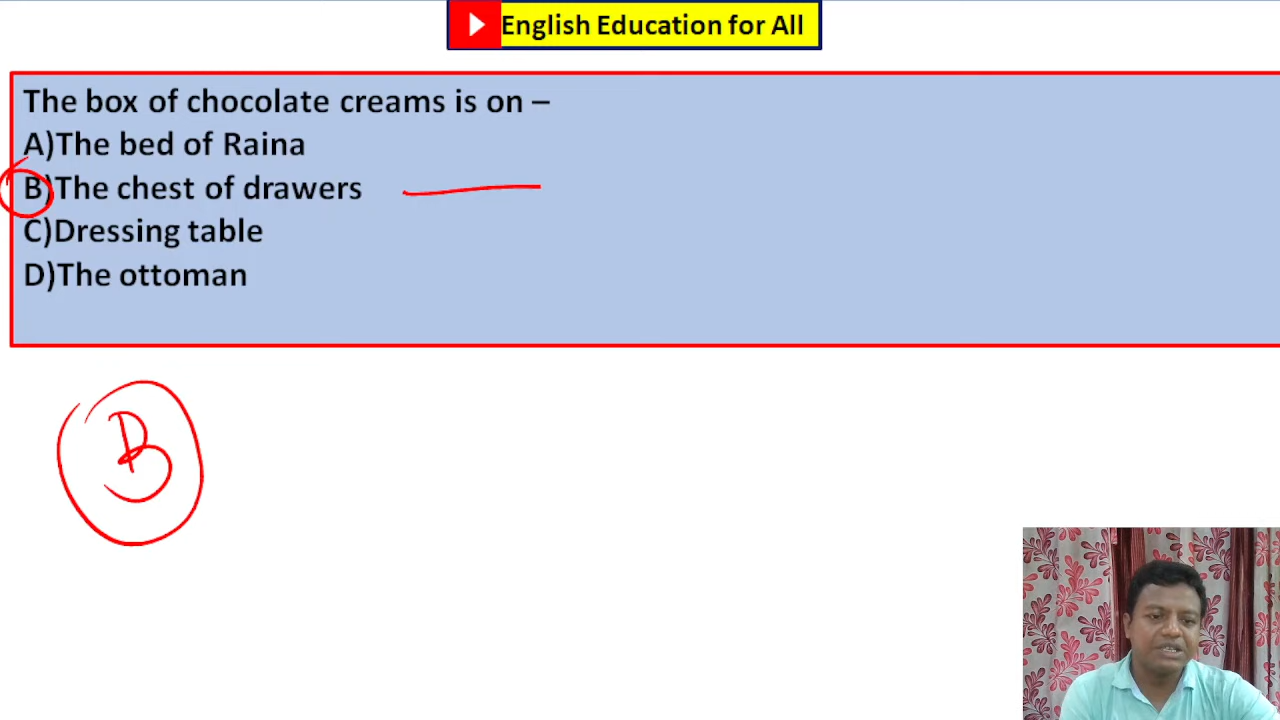 English Education for All
The box of chocolate creams is on –
A)The bed of Raina
B)The chest of drawers
C)Dressing table
D)The ottoman
B